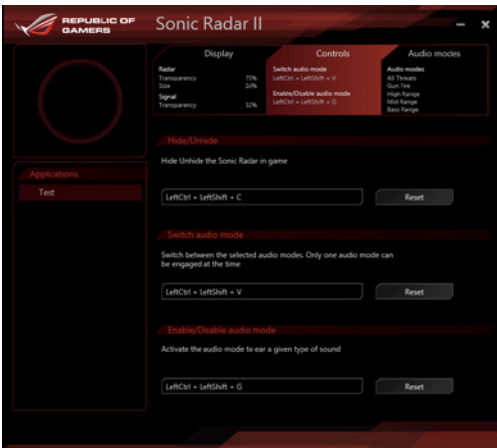 REPUBLIC OF
GAMERS
Sonic Radar II
Display
Radar
Transparency 75%
Size 26%
Signal
Transparency 32%
Controls
Switch audio mode
LeftCtrl + LeftShift + V
Enable/Disable audio mode
LeftCtrl + LeftShift + G
Audio modes
Audio modes
All Threats
Gun Fire
High Range
Mid Range
Bass Range
Applications
Test
Hide/Unhide
Hide Unhide the Sonic Radar in game
LeftCtrl + LeftShift + C
Reset
Switch audio mode
Switch between the selected audio modes. Only one audio mode can
be engaged at the time
LeftCtrl + LeftShift + V
Reset
Enable/Disable audio mode
Activate the audio mode to ear a given type of sound
LeftCtrl + LeftShift + G
Reset